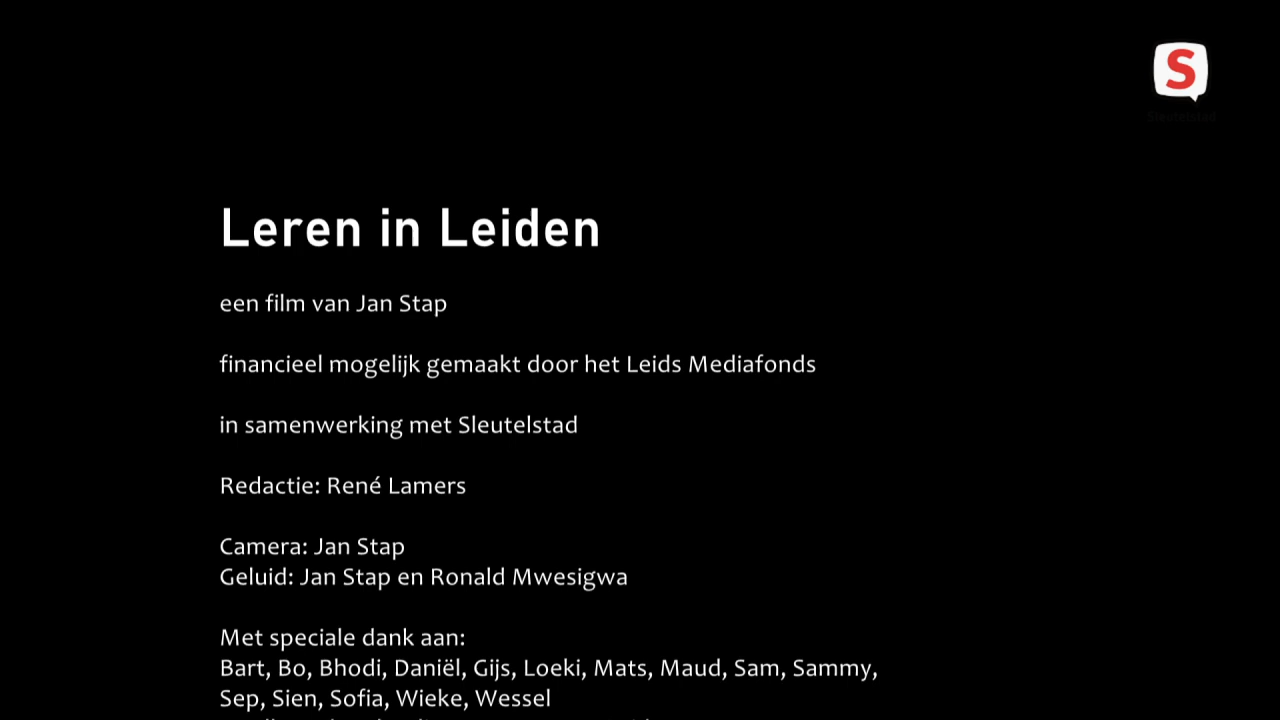 S
Sleutelstad
Leren in Leiden
een film van Jan Stap
financieel mogelijk gemaakt door het Leids Mediafonds
in samenwerking met Sleutelstad
Redactie: René Lamers
Camera: Jan Stap
Geluid: Jan Stap en Ronald Mwesigwa
Met speciale dank aan:
Bart, Bo, Bhodi, Daniël, Gijs, Loeki, Mats, Maud, Sam, Sammy,
Sep, Sien, Sofia, Wieke, Wessel